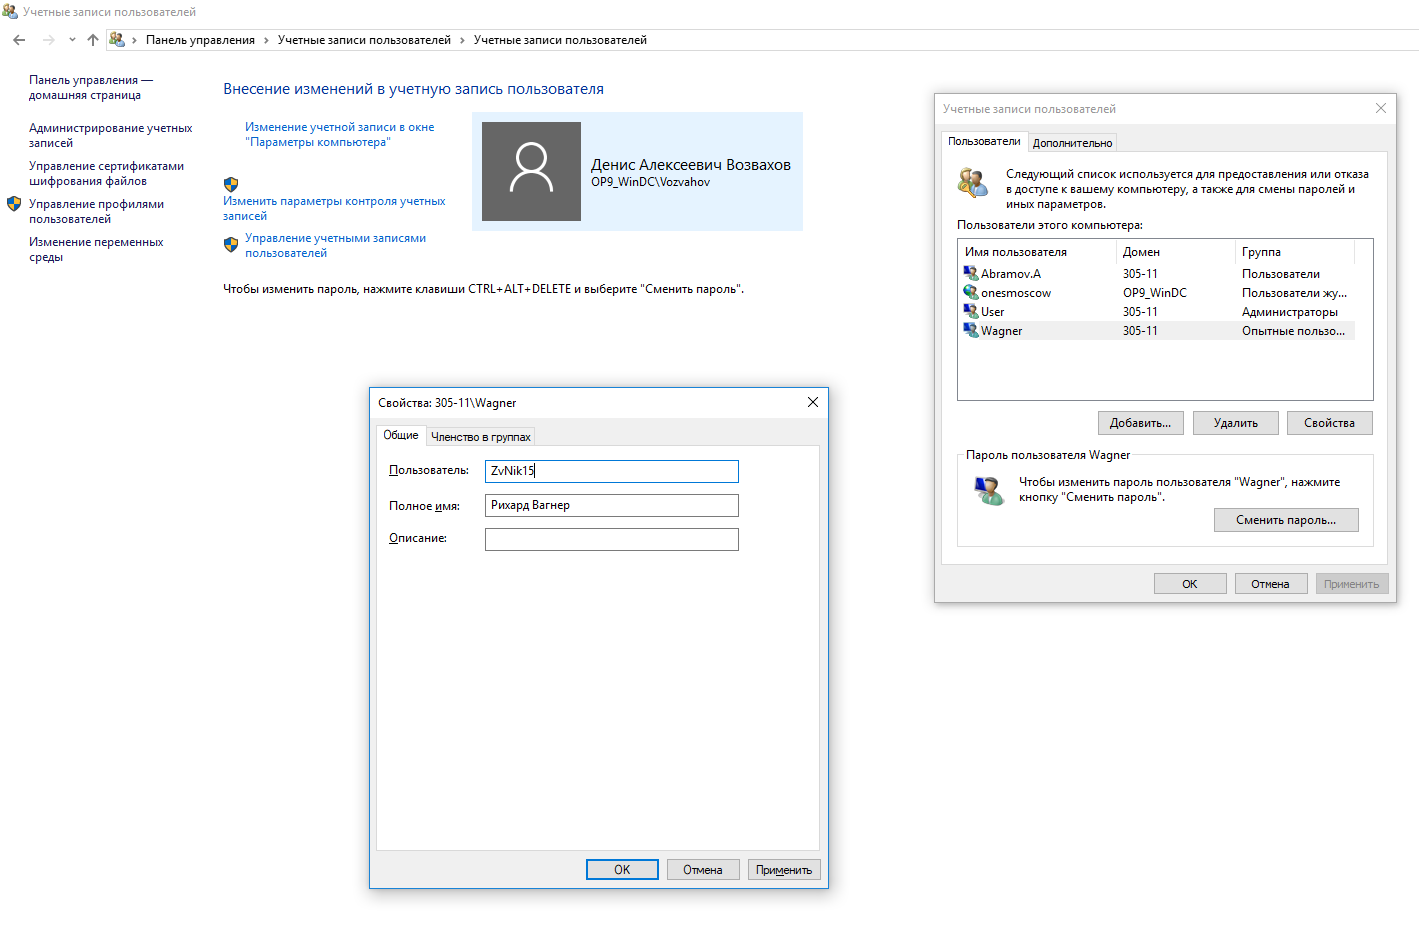 Учетные записи пользователей
Панель управления › Учетные записи пользователей › Учетные записи пользователей
Панель управления —
домашняя страница
Администрирование учетных
записей
Управление сертификатами
шифрования файлов
Управление профилями
пользователей
Изменение переменных
среды
Внесение изменений в учетную запись пользователя
Изменение учетной записи в окне
"Параметры компьютера"
Изменить параметры контроля учетных
записей
Управление учетными записями
пользователей
Денис Алексеевич Возвахов
OP9_WinDC\Vozvahov
Чтобы изменить пароль, нажмите клавиши CTRL+ALT+DELETE и выберите "Сменить пароль".
Свойства: 305-11\Wagner
Общие Членство в группах
Пользователь: ZvNik15
Полное имя: Рихард Вагнер
Описание:
OK Отмена Применить
Учетные записи пользователей
Пользователи Дополнительно
Следующий список используется для предоставления или отказа
в доступе к вашему компьютеру, а также для смены паролей и
иных параметров.
Пользователи этого компьютера:
Имя пользователя Домен Группа
Abramov.A 305-11 Пользователи
onesmoscow OP9_WinDC Пользователи жу...
User 305-11 Администраторы
Wagner 305-11 Опытные пользо...
Добавить... Удалить Свойства
Пароль пользователя Wagner
Чтобы изменить пароль пользователя "Wagner", нажмите
кнопку "Сменить пароль".
Сменить пароль...
OK Отмена Применить